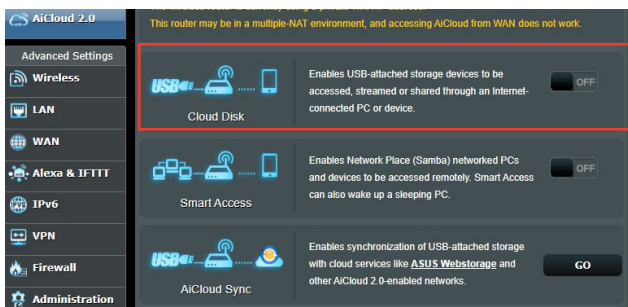 AiCloud 2.0
This router may be in a multiple-NAT environment, and accessing AiCloud from WAN does not work.
Advanced Settings
Wireless
LAN
WAN
Alexa & IFTTT
IPv6
VPN
Firewall
Administration
USB
Cloud Disk
Enables USB-attached storage devices to be
accessed, streamed or shared through an Internet-
connected PC or device.
OFF
Smart Access
Enables Network Place (Samba) networked PCs
and devices to be accessed remotely. Smart Access
can also wake up a sleeping PC.
OFF
USB
AiCloud Sync
Enables synchronization of USB-attached storage
with cloud services like ASUS Webstorage and
other AiCloud 2.0-enabled networks.
GO